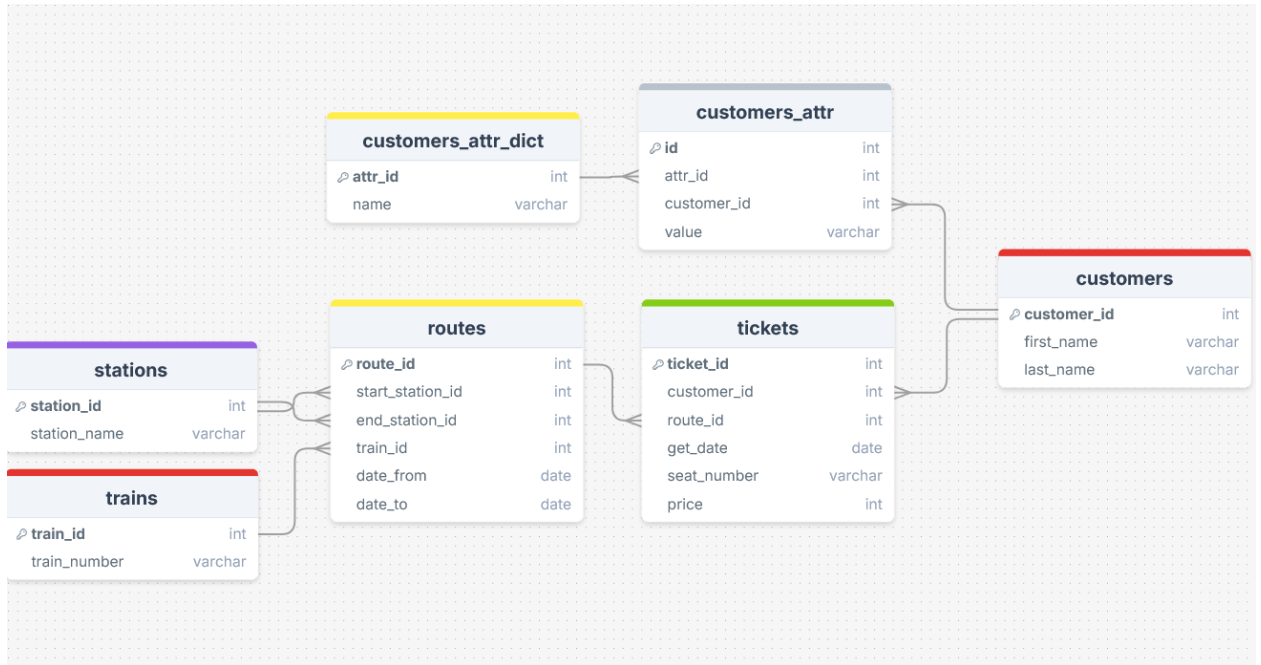 customers_attr_dict
attr_id int
name varchar
customers_attr
id int
attr_id int
customer_id int
value varchar
customers
customer_id int
first_name varchar
last_name varchar
stations
station_id int
station_name varchar
trains
train_id int
train_number varchar
routes
route_id int
start_station_id int
end_station_id int
train_id int
date_from date
date_to date
tickets
ticket_id int
customer_id int
route_id int
get_date date
seat_number varchar
price int